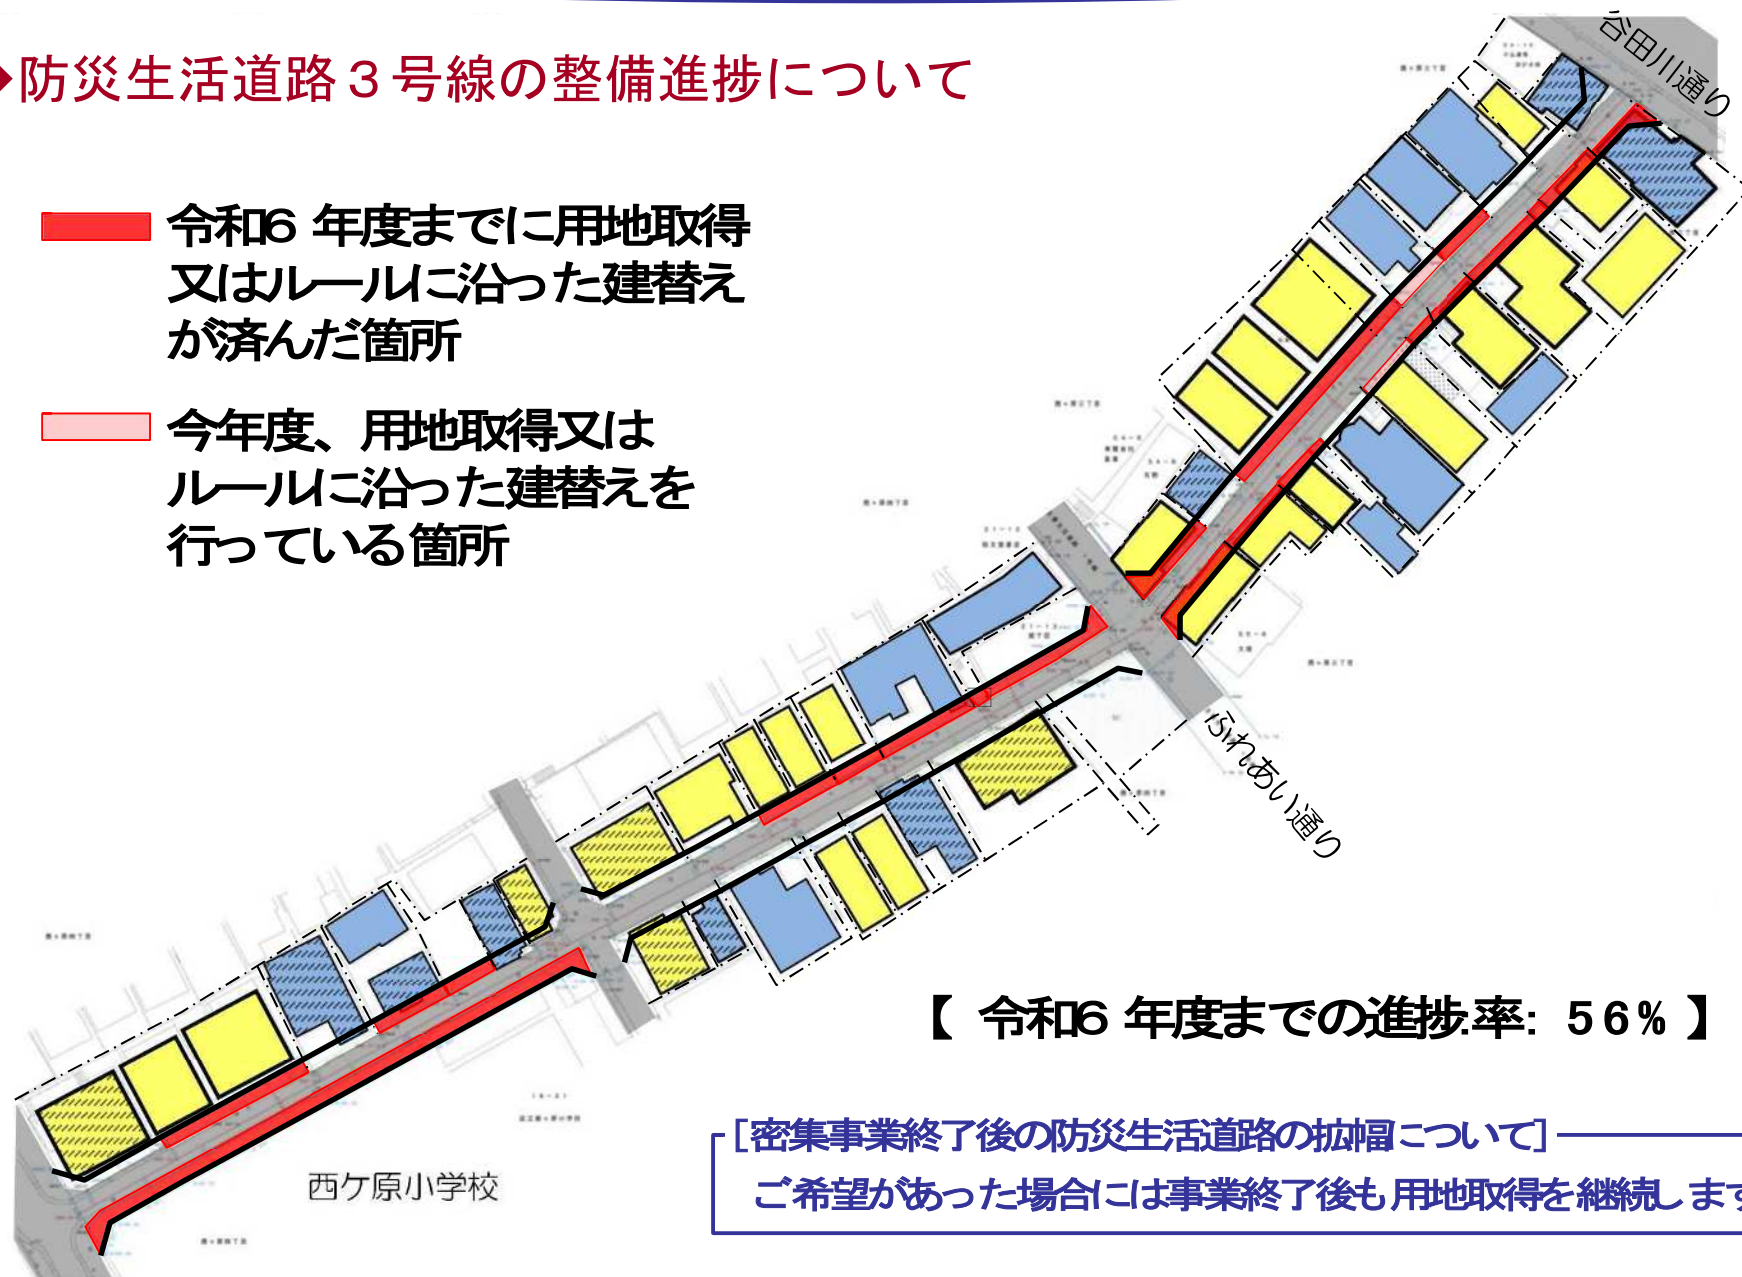 ◆防災生活道路３号線の整備進捗について
谷田川通り
令和6 年度までに用地取得
又はルールに沿った建替え
が済んだ箇所
今年度、用地取得又は
ルールに沿った建替えを
行っている箇所
ふれあい通り
【 令和6 年度までの進捗率: 56% 】
[密集事業終了後の防災生活道路の拡幅について]
ご希望があった場合には事業終了後も用地取得を継続します
西ケ原小学校